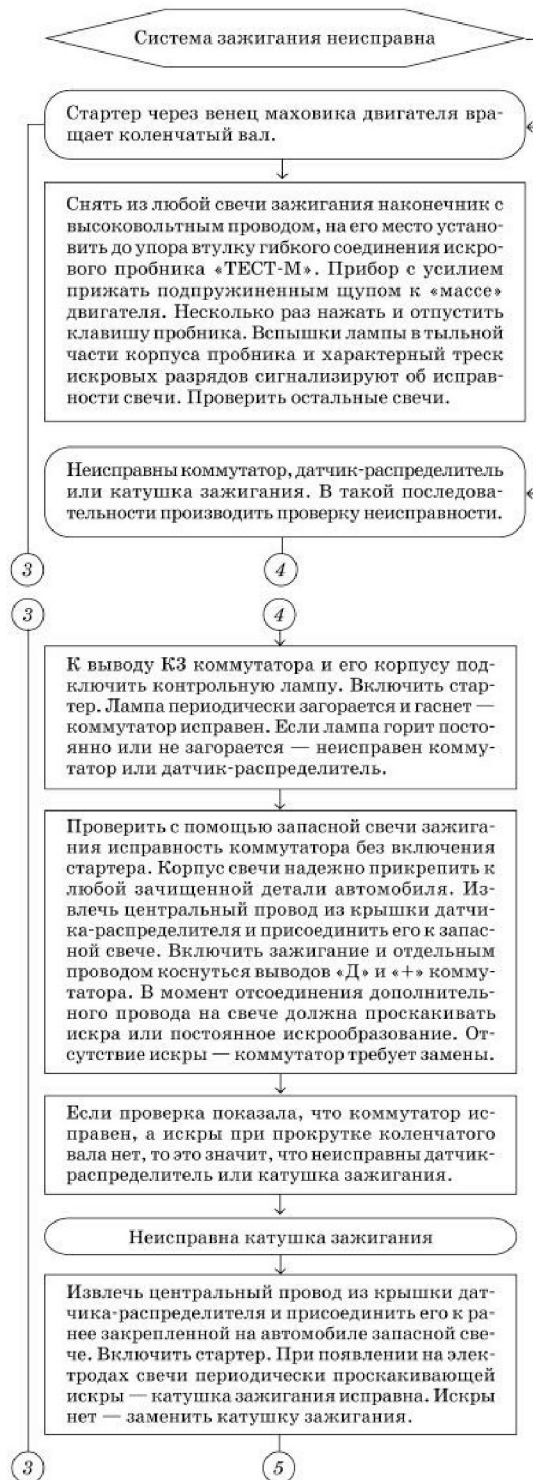 Система зажигания неисправна
Стартер через венец маховика двигателя вра-
щает коленчатый вал.
Снять из любой свечи зажигания наконечник с
высоковольтным проводом, на его место устано-
вить до упора втулку гибкого соединения искро-
вого пробника «ТЕСТ-М». Прибор с усилием
прижать подпружиненным щупом к «массе»
двигателя. Несколько раз нажать и отпустить
клавишу пробника. Вспышки лампы в тыльной
части корпуса пробника и характерный треск
искровых разрядов сигнализируют об исправ-
ности свечи. Проверить остальные свечи.
Неисправны коммутатор, датчик-распределитель
или катушка зажигания. В такой последова-
тельности производить проверку неисправности.
3
4
3
4
К выводу КЗ коммутатора и его корпусу под-
ключить контрольную лампу. Включить стар-
тер. Лампа периодически загорается и гаснет —
коммутатор исправен. Если лампа горит посто-
янно или не загорается — неисправен комму-
татор или датчик-распределитель.
Проверить с помощью запасной свечи зажига-
ния исправность коммутатора без включения
стартера. Корпус свечи надежно прикрепить к
любой зачищенной детали автомобиля. Из-
влечь центральный провод из крышки датчи-
ка-распределителя и присоединить его к запас-
ной свече. Включить зажигание и отдельным
проводом коснуться выводов «Д» и «+» комму-
татора. В момент отсоединения дополнитель-
ного провода на свече должна проскакивать
искра или постоянное искрообразование. От-
сутствие искры — коммутатор требует замены.
Если проверка показала, что коммутатор ис-
правен, а искры при прокрутке коленчатого
вала нет, то это значит, что неисправны датчик-
распределитель или катушка зажигания.
Неисправна катушка зажигания
Извлечь центральный провод из крышки дат-
чика-распределителя и присоединить его к ра-
нее закрепленной на автомобиле запасной све-
че. Включить стартер. При появлении на элек-
тродах свечи периодически проскакивающей
искры — катушка зажигания исправна. Искры
нет — заменить катушку зажигания.
3
5